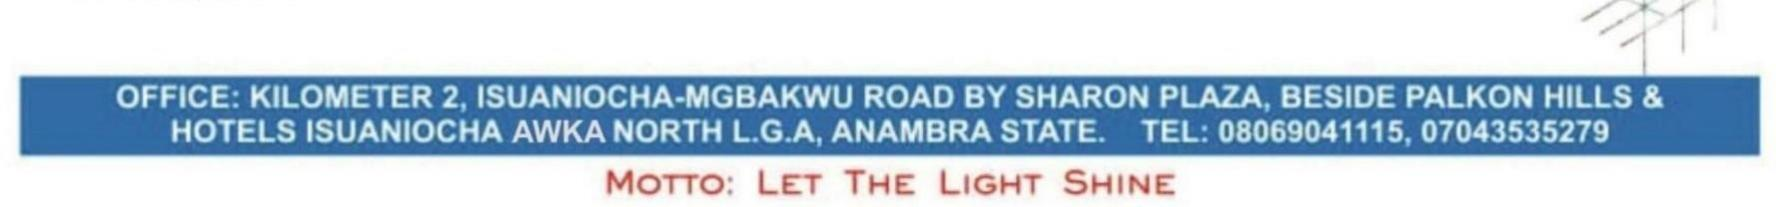 OFFICE: KILOMETER 2, ISUANIOCHA-MGBAKWU ROAD BY SHARON PLAZA, BESIDE PALKON HILLS &
HOTELS ISUANIOCHA AWKA NORTH L.G.A, ANAMBRA STATE. TEL: 08069041115, 07043535279
MOTTO: LET THE LIGHT SHINE